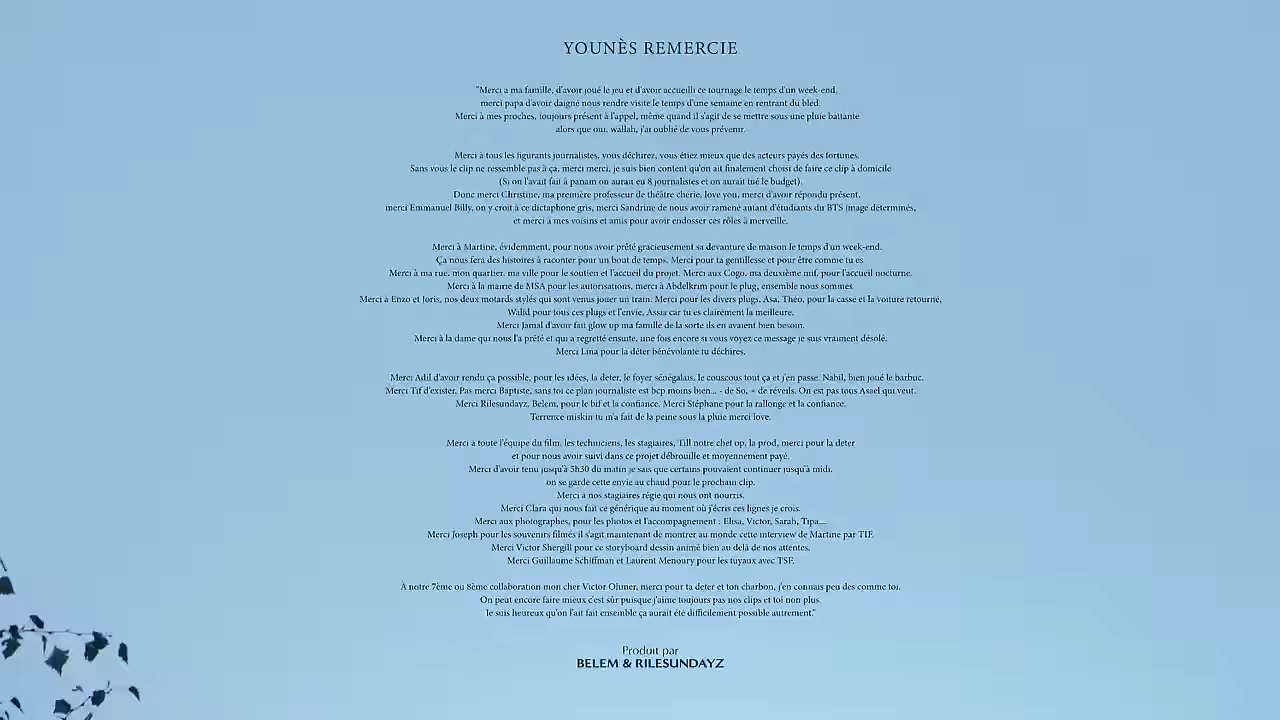 YOUNÈS REMERCIE
"Merci a ma famille, d'avoir joué le jeu et d'avoir accueilli ce tournage le temps d'un week-end,
merci papa d'avoir daigné nous rendre visite le temps d'une semaine en rentrant du bled.
Merci à mes proches, toujours présent à l'appel, même quand il s'agit de se mettre sous une pluie battante
alors que oui, wallah, j'ai oublié de vous prévenir.
Merci à tous les figurants journalistes, vous déchirez, vous étiez mieux que des acteurs payés des fortunes.
Sans vous le clip ne ressemble pas à ça, merci merci, je suis bien content qu'on ait finalement choisi de faire ce clip à domicile
(Si on l'avait fait à panam on aurait eu 8 journalistes et on aurait tué le budget).
Donc merci Christine, ma première professeur de théâtre cherie, love you, merci d'avoir répondu présent,
merci Emmanuel Billy, on y croit à ce dictaphone gris, merci Sandrine de nous avoir ramené autant d'étudiants du BTS image déterminés,
et merci à mes voisins et amis pour avoir endosser ces rôles à merveille.
Merci à Martine, évidemment, pour nous avoir prêté gracieusement sa devanture de maison le temps d'un week-end.
Ça nous fera des histoires à raconter pour un bout de temps. Merci pour ta gentillesse et pour être comme tu es
Merci à ma rue, mon quartier, ma ville pour le soutien et l'accueil du projet. Merci aux Cogo, ma deuxième mif, pour l'accueil nocturne.
Merci à la mairie de MSA pour les autorisations, merci à Abdelkrim pour le plug, ensemble nous sommes.
Merci à Enzo et Joris, nos deux motards stylés qui sont venus jouer un train. Merci pour les divers plugs, Asa, Théo, pour la casse et la voiture retourné,
Walid pour tous ces plugs et l'envie, Assia car tu es clairement la meilleure,
Merci Jamal d'avoir fait glow up ma famille de la sorte ils en avaient bien besoin.
Merci à la dame qui nous l'a prêté et qui a regretté ensuite, une fois encore si vous voyez ce message je suis vraiment désolé.
Merci Lina pour la déter bénévolante tu déchires.
Merci Adil d'avoir rendu ça possible, pour les idées, la deter, le foyer sénégalais, le couscous tout ça et j'en passe. Nabil, bien joué le barbuc.
Merci Tif d'exister, Pas merci Baptiste, sans toi ce plan journaliste est bcp moins bien... - de So, + de réveils. On est pas tous Asael qui veut.
Merci Rilesundayz, Belem, pour le bif et la confiance. Merci Stéphane pour la rallonge et la confiance.
Terrence miskin tu m'a fait de la peine sous la pluie merci love.
Merci à toute l'équipe du film, les techniciens, les stagiaires, Till notre chef op, la prod, merci pour la deter
et pour nous avoir suivi dans ce projet débrouille et moyennement payé.
Merci d'avoir tenu jusqu'à 5h30 du matin je sais que certains pouvaient continuer jusqu'à midi,
on se garde cette envie au chaud pour le prochain clip.
Merci a nos stagiaires régie qui nous ont nourris.
Merci Clara qui nous fait ce générique au moment où j'écris ces lignes je crois.
Merci aux photographes, pour les photos et l'accompagnement : Elisa, Victor, Sarah, Tipa....
Merci Joseph pour les souvenirs filmés il s'agit maintenant de montrer au monde cette interview de Martine par TIF.
Merci Victor Shergill pour ce storyboard dessin animé bien au delà de nos attentes,
Merci Guillaume Schiffman et Laurent Menoury pour les tuyaux avec TSF.
À notre 7ème ou 8ème collaboration mon cher Victor Oluner, merci pour ta deter et ton charbon, j'en connais peu des comme toi.
On peut encore faire mieux c'est sûr puisque j'aime toujours pas nos clips et toi non plus
Je suis heureux qu'on l'ait fait ensemble ça aurait été difficilement possible autrement."
Produit par
BELEM & RILESUNDAYZ